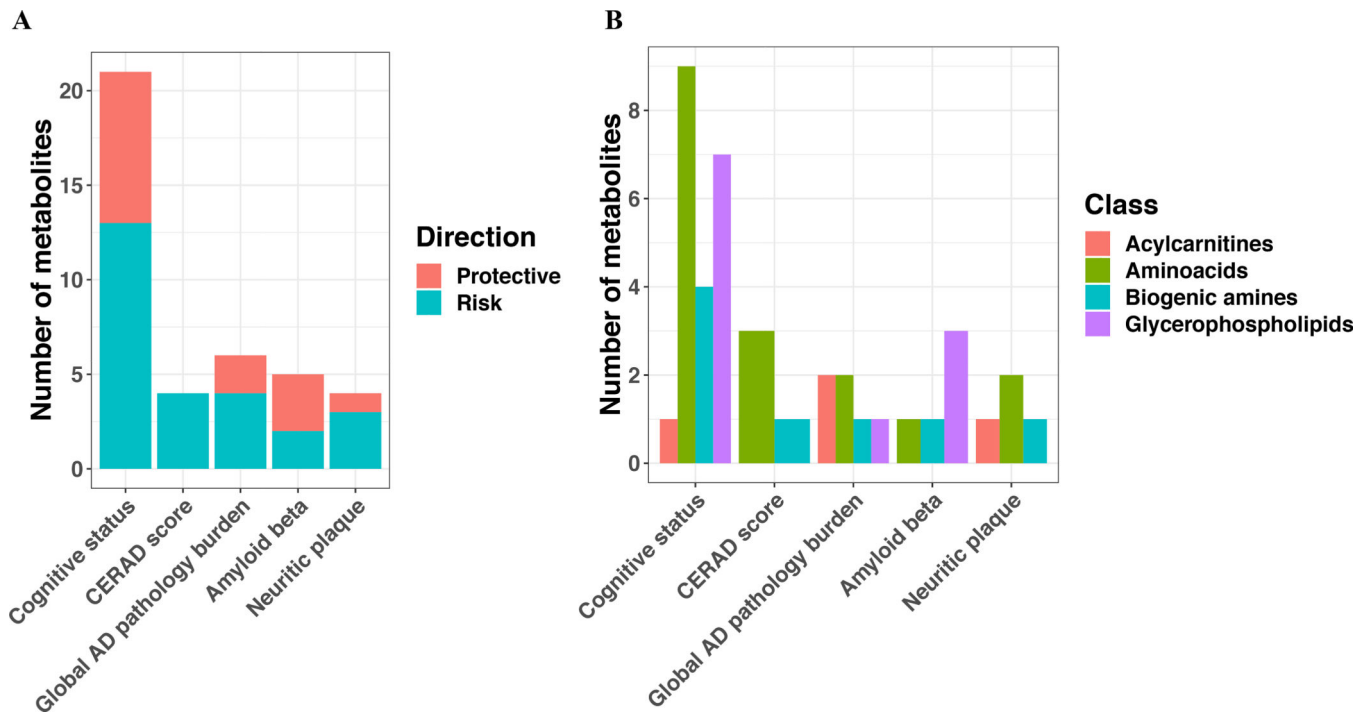 A
Number of metabolites
20
15
10
5
0
Cognitive status
CERAD score
Global AD pathology burden
Amyloid beta
Neuritic plaque
Direction
Protective
Risk
B
Number of metabolites
8
6
4
2
0
Cognitive status
CERAD score
Global AD pathology burden
Amyloid beta
Neuritic plaque
Class
Acylcarnitines
Aminoacids
Biogenic amines
Glycerophospholipids